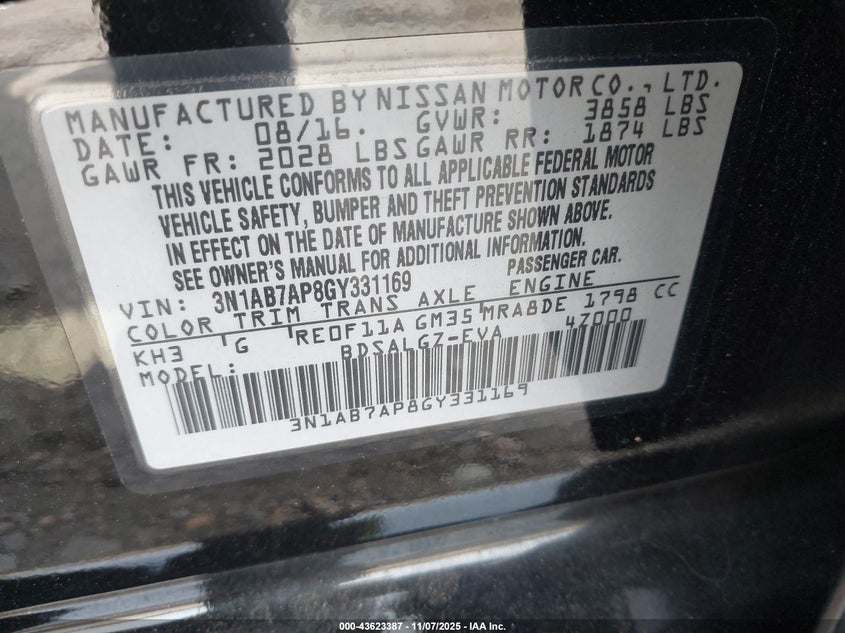 MANUFACTURED BY NISSAN MOTOR CO., LTD.
DATE: 08/16. GVWR: 3858 LBS
GAWR FR: 2028 LBS GAWR RR: 1874 LBS
THIS VEHICLE CONFORMS TO ALL APPLICABLE FEDERAL MOTOR
VEHICLE SAFETY, BUMPER AND THEFT PREVENTION STANDARDS
IN EFFECT ON THE DATE OF MANUFACTURE SHOWN ABOVE.
SEE OWNER'S MANUAL FOR ADDITIONAL INFORMATION.
VIN: 3N1AB7AP8GY331169 PASSENGER CAR.
COLOR TRIM TRANS AXLE ENGINE
KH3 G RE0F11A GM35 MRA8DE 1798 CC
MODEL: BDSALGZ-EVA 4Z000
3N1AB7AP8GY331169
000-43623387 - 11/07/2025 - IAA Inc.